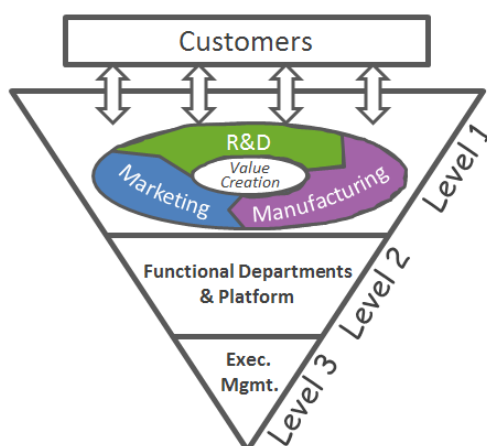 Customers
R&D
Value
Creation
Marketing
Manufacturing
Level 1
Functional Departments
& Platform
Level 2
Exec.
Mgmt.
Level 3